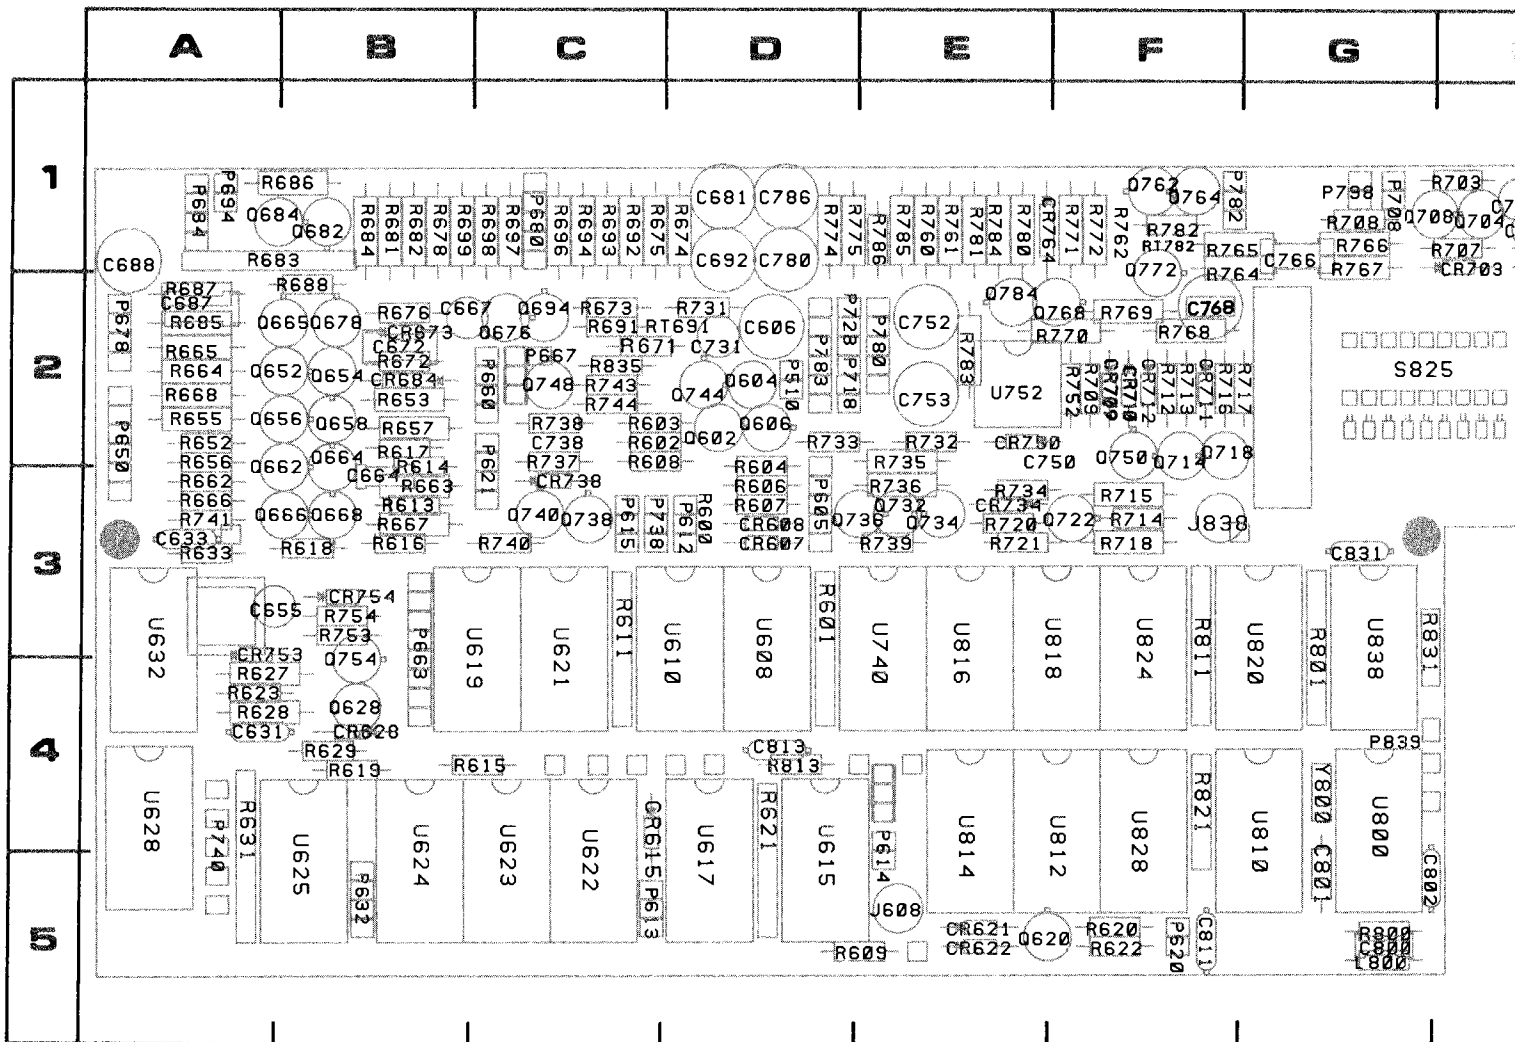 A B C D E F G
1
R686 Q762 Q764 P782 P798 P708 R703
P684 P694 Q684 Q682 R684 R681 R682 R678 R699 R698 R697 P680 R696 R694 R693 R692 R675 R674 C681 C786 R774 R775 R786 R785 R760 R761 R781 R784 R780 CR764 R771 R772 R762 R782 R708 Q708 Q704
C688 R683 C692 C780 RT782 R765 R766 R707
Q772 R764 C766 R767 CR703
R687 R688
C687 R676 C667 Q694 R673 R731 Q784 Q768 R769 C768
P678 R685 Q665 Q678 CR673 Q676 R691 RT691 C606 P728 P780 C752 R770 R768
2
R665 C672 P667 R671 C731 P783 R783
R664 Q652 Q654 R672 CR684 P660 Q748 R835 R743 Q744 Q604 P510 P718 C753 U752 R752 R709 CR709 CR710 CR712 R712 R713 CR711 R716 R717 S825
R668 R653 R744
P650 R655 Q656 Q658 R657 R738 R603 Q602 Q606
R652 R617 C738 R602 R733 R732 CR750
R656 Q662 Q664 R614 P621 R737 R608 R604 R735 C750 Q750 Q714 Q718
R662 C664 R663 CR738 R606 P605 R736 R734 R715
R666 Q666 Q668 R613 Q740 Q738 P615 P738 P612 R600 R607 Q736 Q732 Q734 CR734 Q722
R741 R667 CR608 R720 R714 J838
C633 R618 R616 R740 CR607 R739 R721 R718
R633 C831
3
C655 CR754
U632 R754 P663 U619 U621 R611 U610 U608 R601 U740 U816 U818 U824 R811 U820 R801 U838 R831
R753
CR753 Q754
R627
R623
R628 Q628
C631 CR628
4
R629 C813 P839
R619 R615 R813
U628 P740 R631 U625 P632 U624 U623 U622 CR615 P613 U617 R621 U615 P614 U814 U812 U828 R821 U810 Y800 C801 U800 C802
J608
5
CR621 Q620 R620 P620 C811 R800
R609 CR622 R622 C800
L800